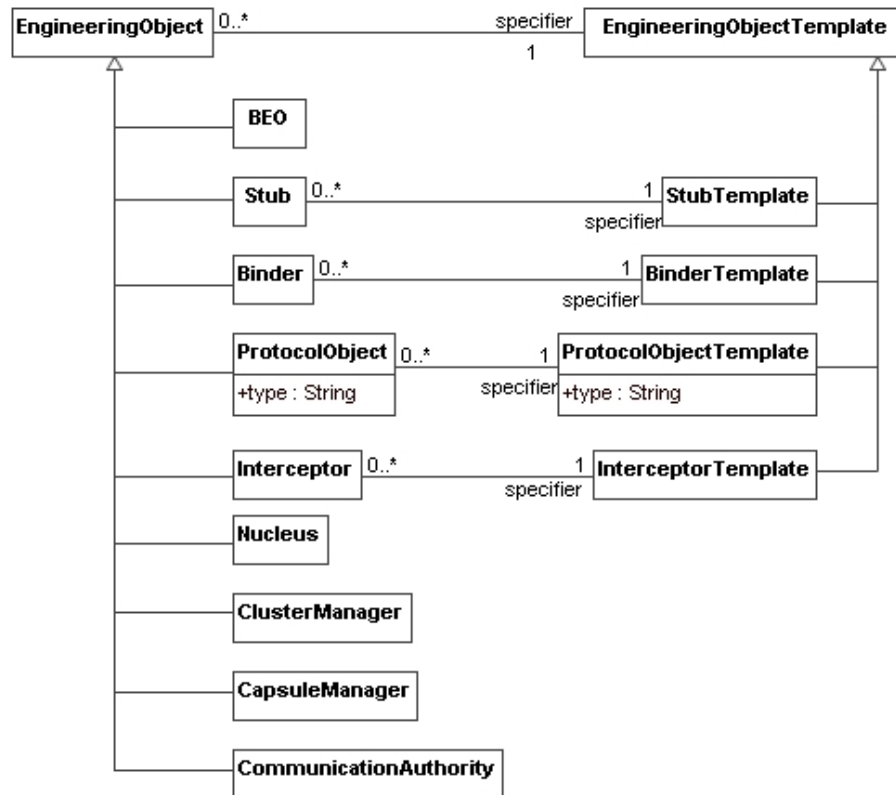 EngineeringObject
0..*
specifier
1
EngineeringObjectTemplate
BEO
Stub
0..*
1
specifier
StubTemplate
Binder
0..*
1
specifier
BinderTemplate
ProtocolObject
+type : String
0..*
1
specifier
ProtocolObjectTemplate
+type : String
Interceptor
0..*
1
specifier
InterceptorTemplate
Nucleus
ClusterManager
CapsuleManager
CommunicationAuthority